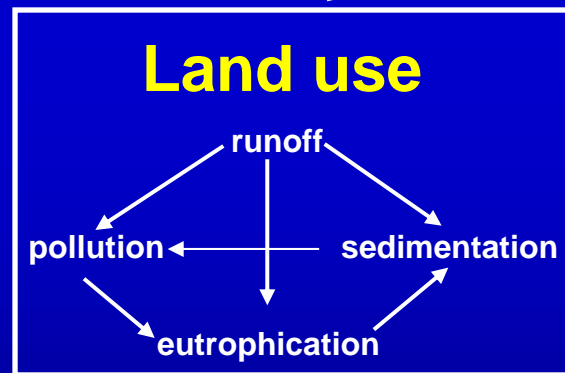 Land use
runoff
pollution sedimentation
eutrophication